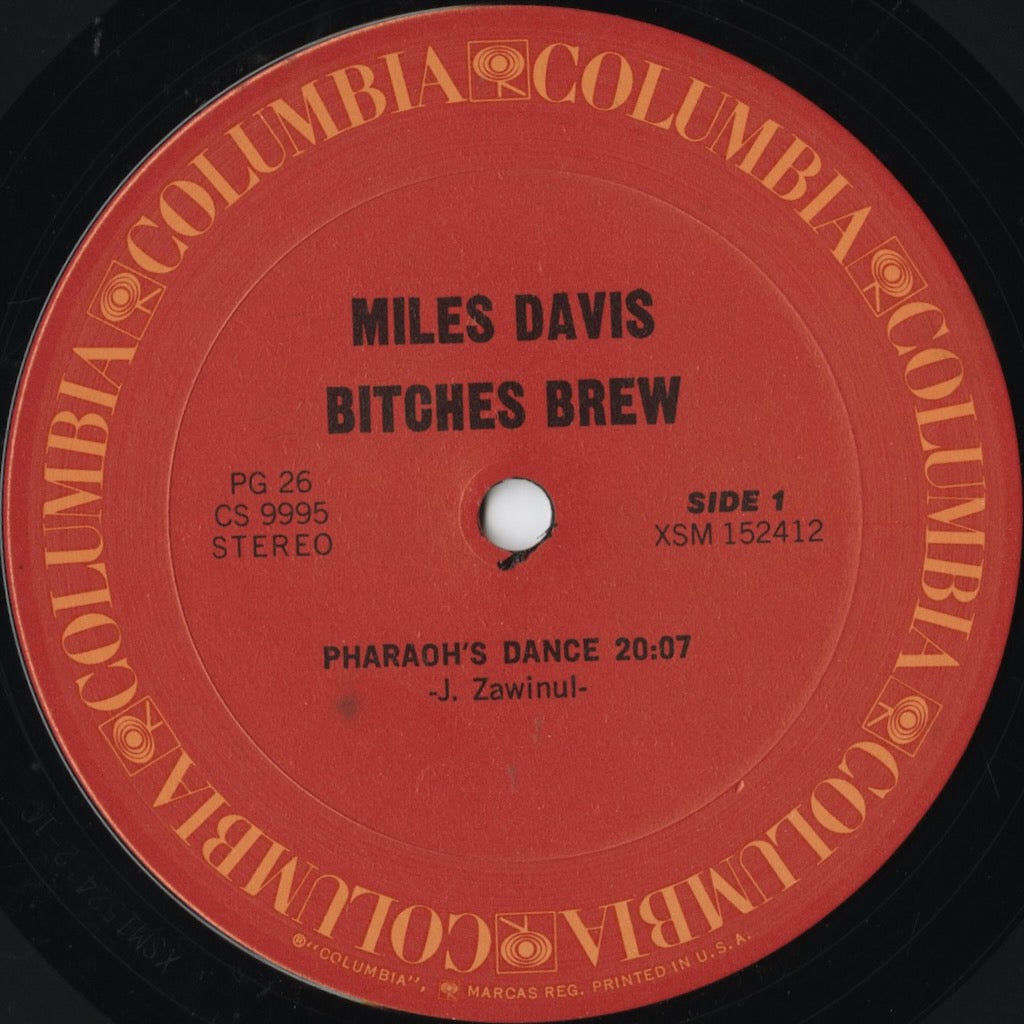 COLUMBIA COLUMBIA COLUMBIA COLUMBIA COLUMBIA COLUMBIA
MILES DAVIS
BITCHES BREW
PG 26
CS 9995
STEREO
SIDE 1
XSM 152412
PHARAOH'S DANCE 20:07
-J. Zawinul-
®"COLUMBIA", MARCAS REG. PRINTED IN U.S.A.